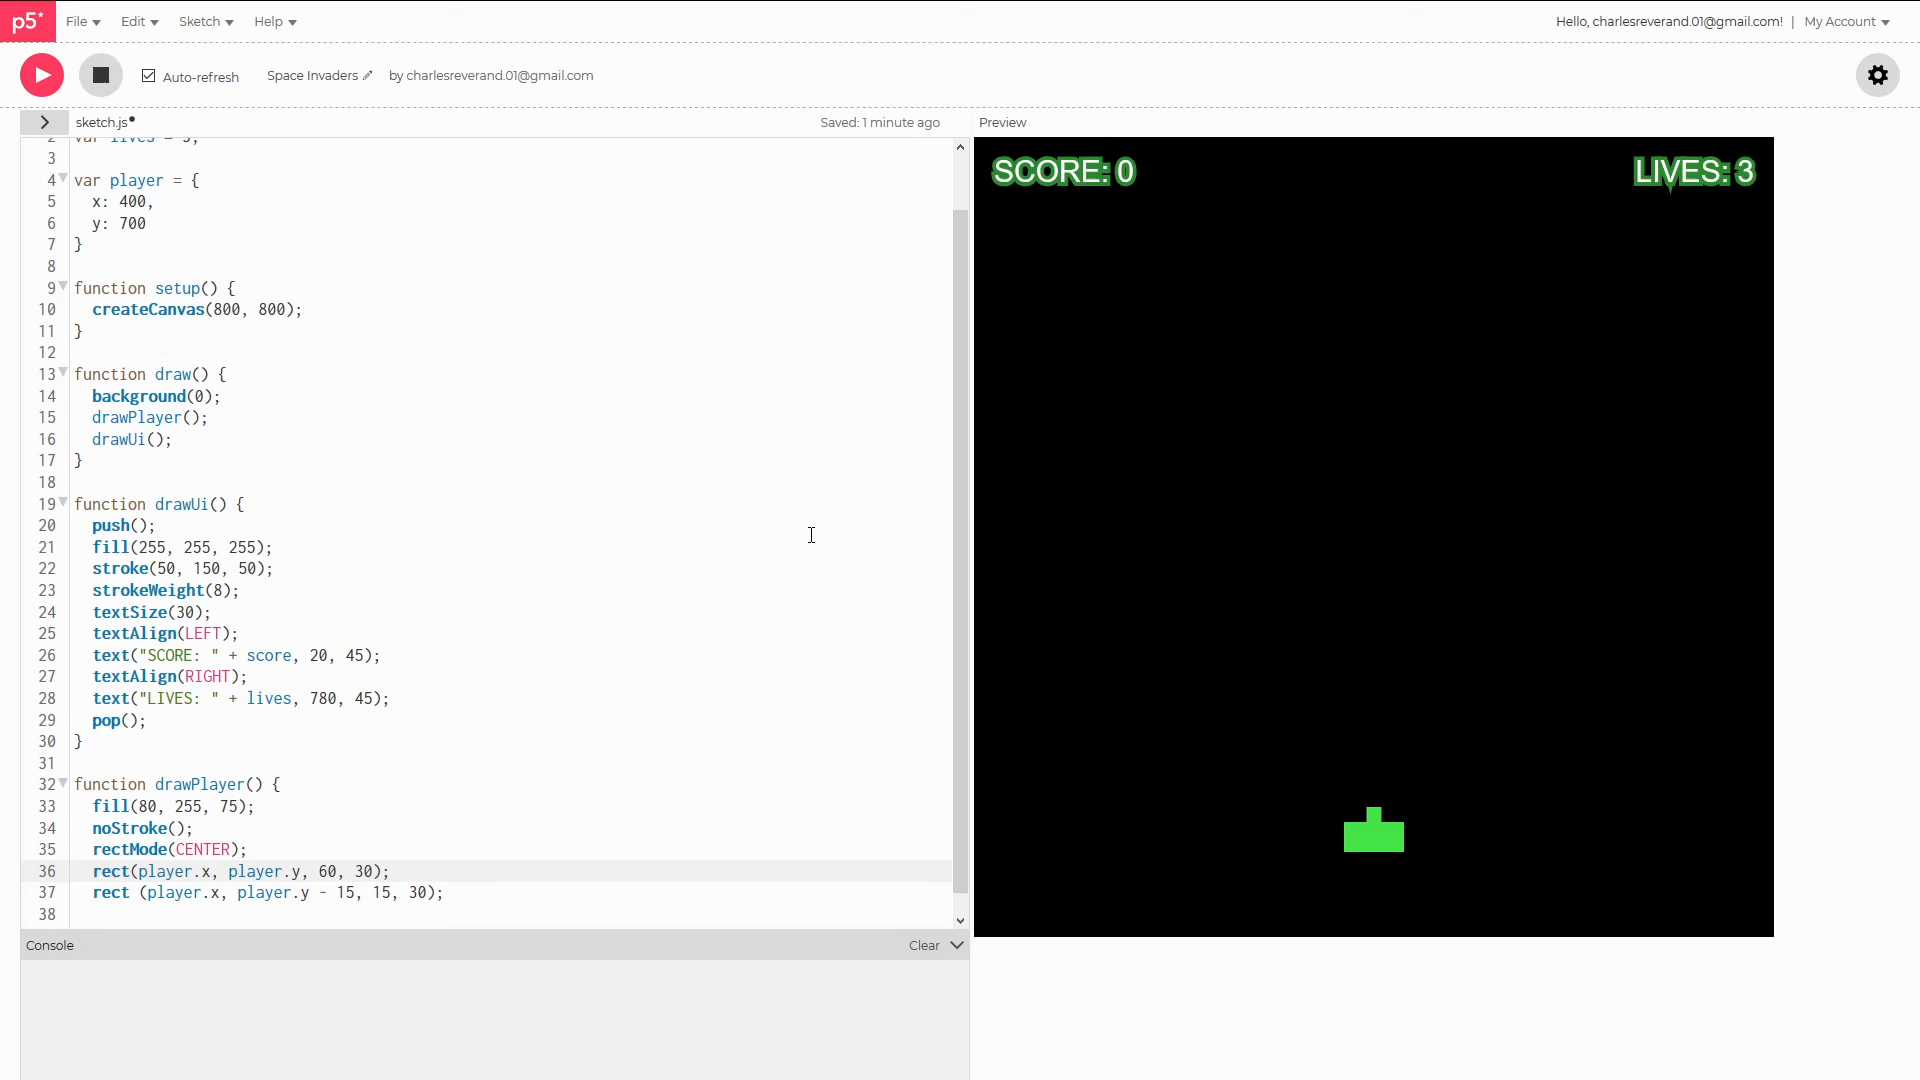 p5* File Edit Sketch Help Hello, charlesreverand.01@gmail.com! | My Account
Auto-refresh Space Invaders by charlesreverand.01@gmail.com
sketch.js Saved: 1 minute ago Preview
2 var lives = 3;
3
4 var player = {
5 x: 400,
6 y: 700
7 }
8
9 function setup() {
10 createCanvas(800, 800);
11 }
12
13 function draw() {
14 background(0);
15 drawPlayer();
16 drawUi();
17 }
18
19 function drawUi() {
20 push();
21 fill(255, 255, 255);
22 stroke(50, 150, 50);
23 strokeWeight(8);
24 textSize(30);
25 textAlign(LEFT);
26 text("SCORE: " + score, 20, 45);
27 textAlign(RIGHT);
28 text("LIVES: " + lives, 780, 45);
29 pop();
30 }
31
32 function drawPlayer() {
33 fill(80, 255, 75);
34 noStroke();
35 rectMode(CENTER);
36 rect(player.x, player.y, 60, 30);
37 rect (player.x, player.y - 15, 15, 30);
38
Console Clear
SCORE: 0 LIVES: 3